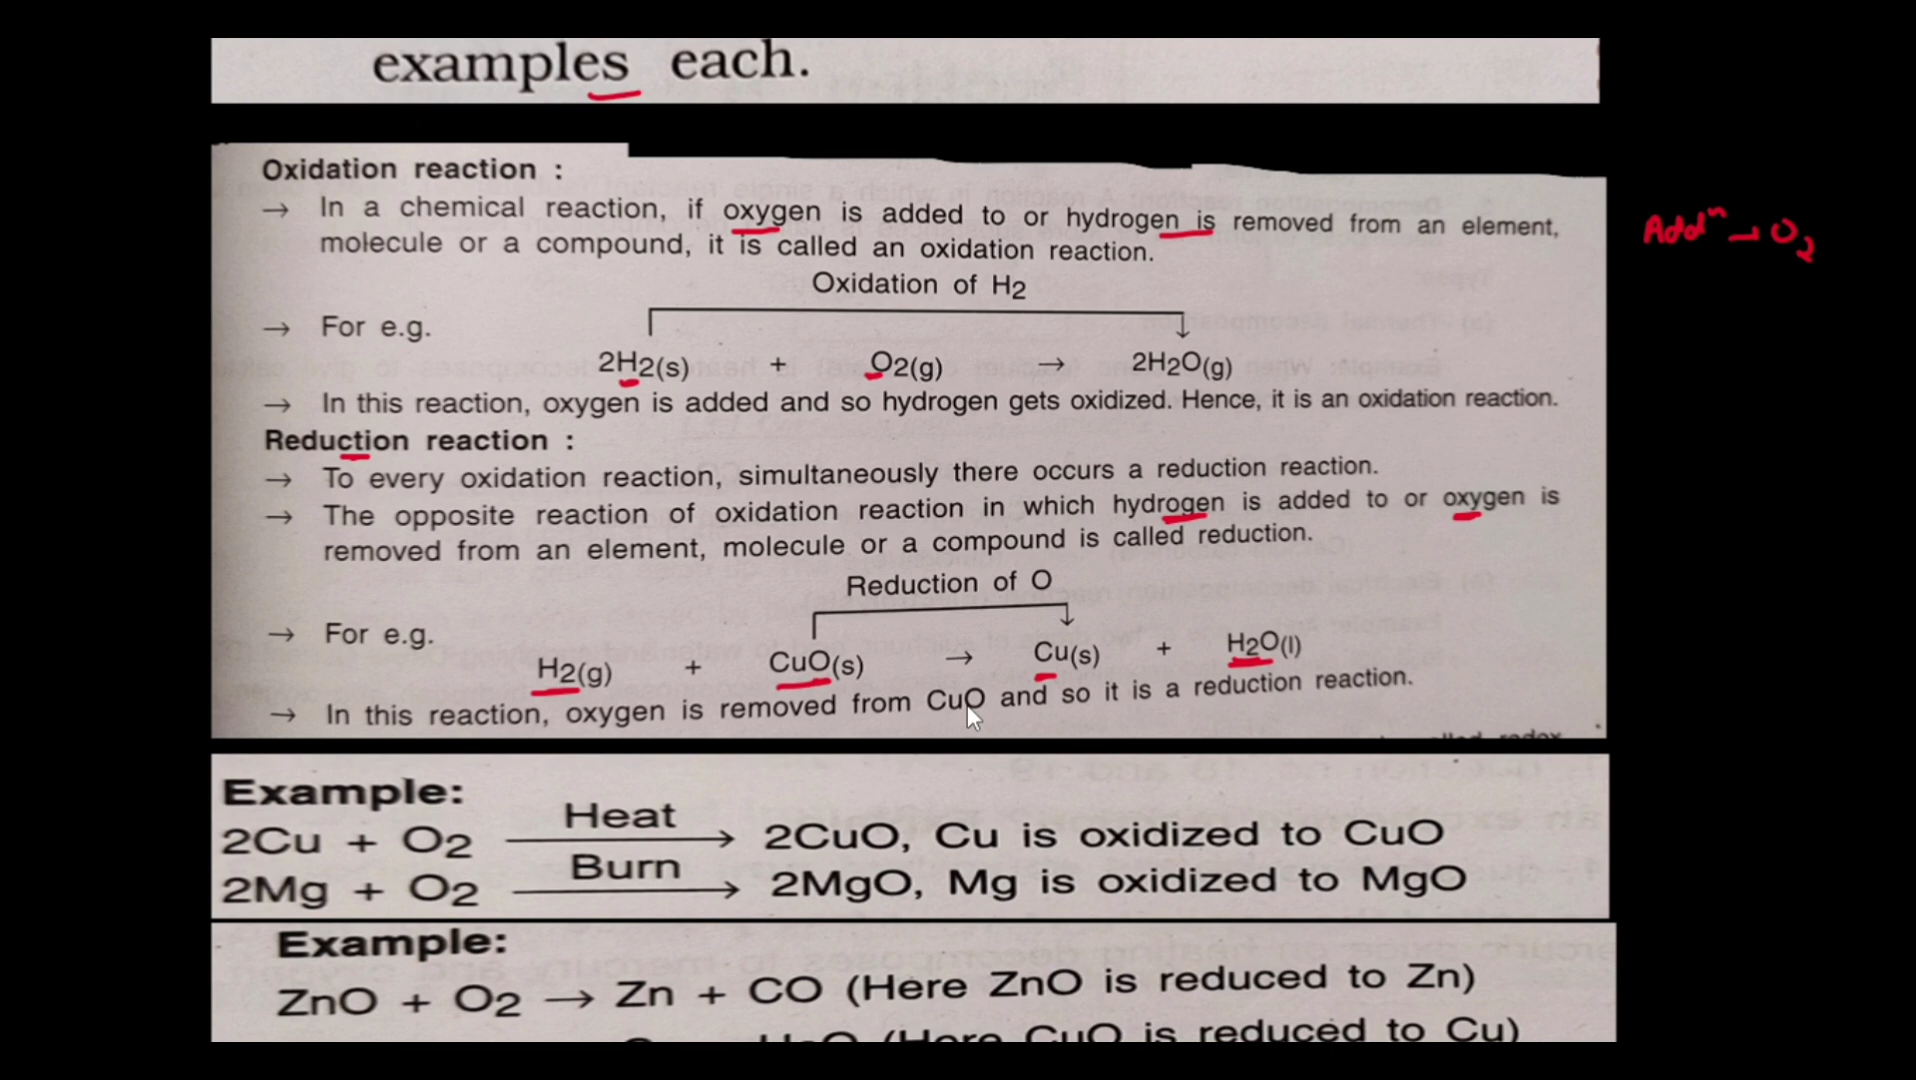 examples each.
Oxidation reaction :
→ In a chemical reaction, if oxygen is added to or hydrogen is removed from an element,
molecule or a compound, it is called an oxidation reaction.
Addⁿ → O₂
Oxidation of H2
→ For e.g.
2H2(s) + O2(g) → 2H2O(g)
→ In this reaction, oxygen is added and so hydrogen gets oxidized. Hence, it is an oxidation reaction.
Reduction reaction :
→ To every oxidation reaction, simultaneously there occurs a reduction reaction.
→ The opposite reaction of oxidation reaction in which hydrogen is added to or oxygen is
removed from an element, molecule or a compound is called reduction.
Reduction of O
→ For e.g.
H2(g) + CuO(s) → Cu(s) + H2O(l)
→ In this reaction, oxygen is removed from CuO and so it is a reduction reaction.
Example:
2Cu + O2 Heat → 2CuO, Cu is oxidized to CuO
2Mg + O2 Burn → 2MgO, Mg is oxidized to MgO
Example:
ZnO + O2 → Zn + CO (Here ZnO is reduced to Zn)
(Here CuO is reduced to Cu)